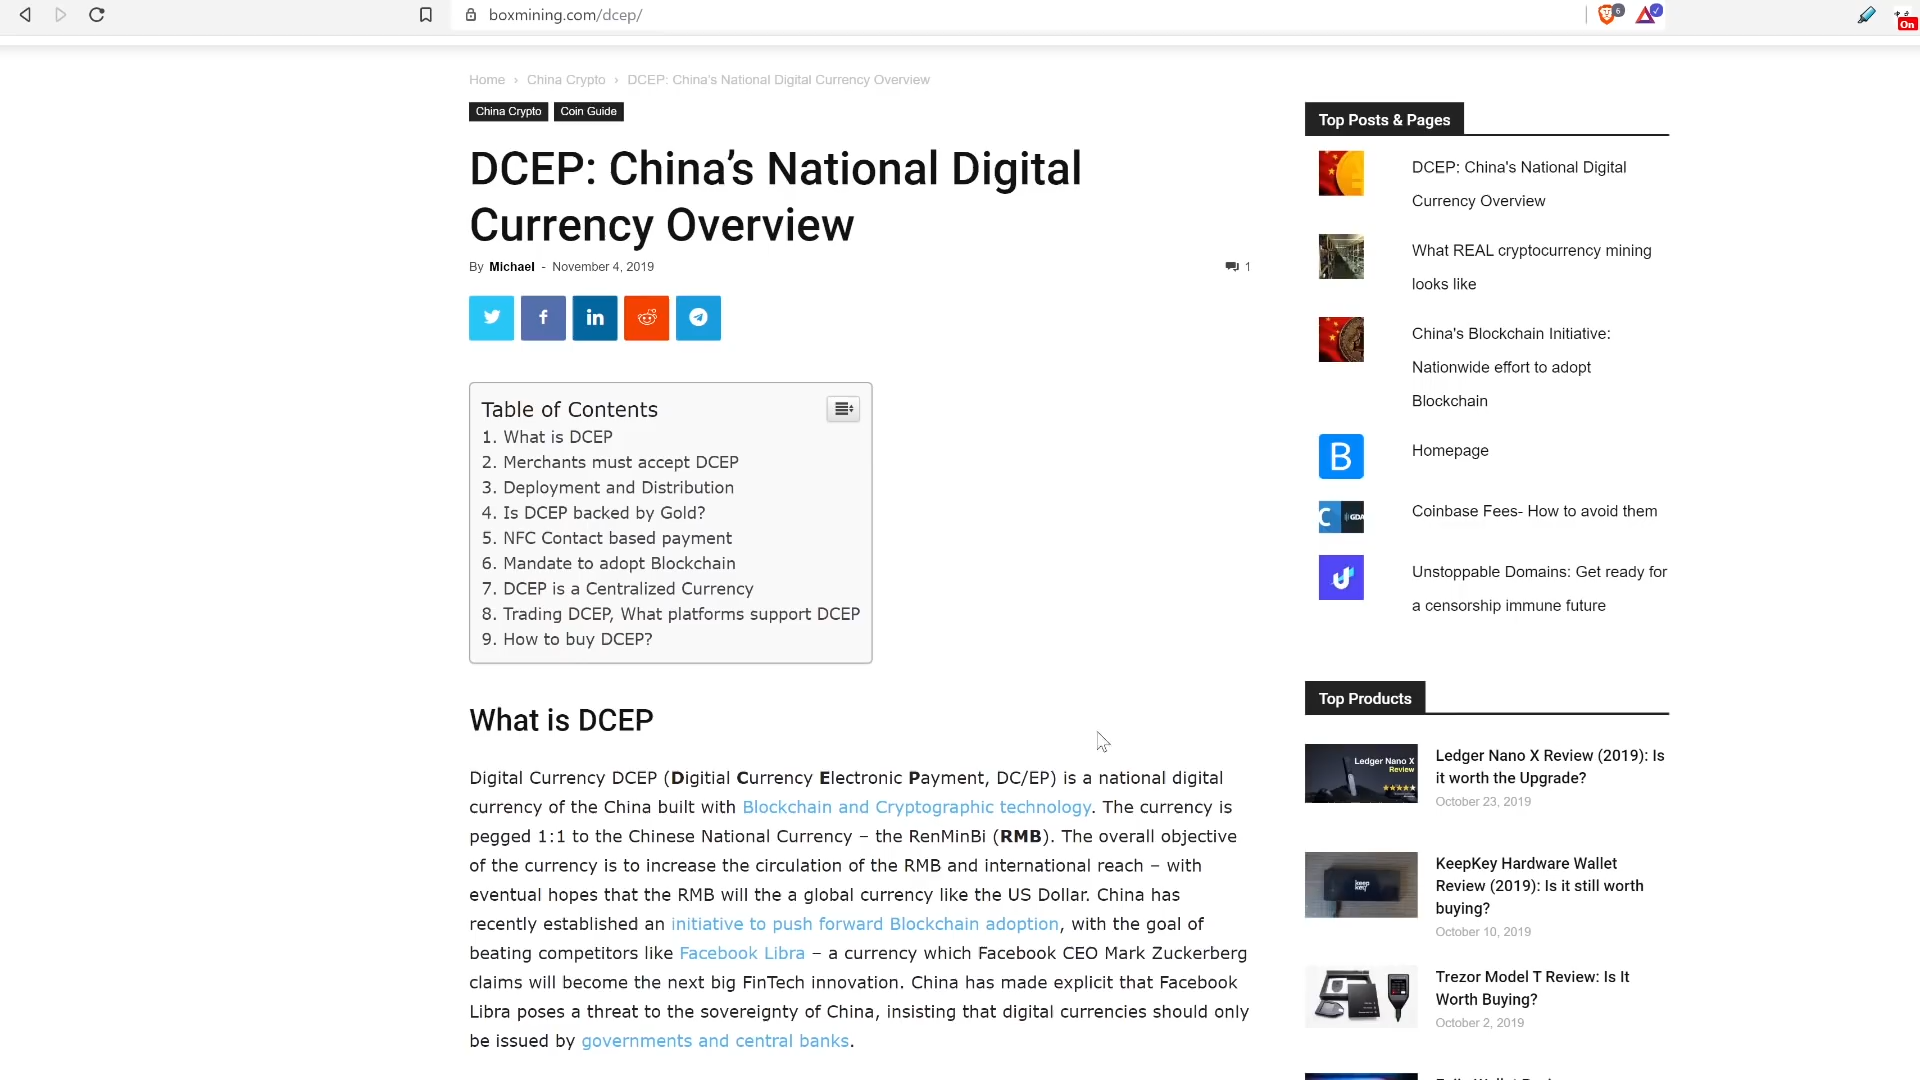 boxmining.com/dcep/
6
On
Home › China Crypto › DCEP: China's National Digital Currency Overview
China Crypto
Coin Guide
DCEP: China’s National Digital
Currency Overview
By Michael - November 4, 2019
1
Table of Contents
1. What is DCEP
2. Merchants must accept DCEP
3. Deployment and Distribution
4. Is DCEP backed by Gold?
5. NFC Contact based payment
6. Mandate to adopt Blockchain
7. DCEP is a Centralized Currency
8. Trading DCEP, What platforms support DCEP
9. How to buy DCEP?
What is DCEP
Digital Currency DCEP (Digitial Currency Electronic Payment, DC/EP) is a national digital
currency of the China built with Blockchain and Cryptographic technology. The currency is
pegged 1:1 to the Chinese National Currency – the RenMinBi (RMB). The overall objective
of the currency is to increase the circulation of the RMB and international reach – with
eventual hopes that the RMB will the a global currency like the US Dollar. China has
recently established an initiative to push forward Blockchain adoption, with the goal of
beating competitors like Facebook Libra – a currency which Facebook CEO Mark Zuckerberg
claims will become the next big FinTech innovation. China has made explicit that Facebook
Libra poses a threat to the sovereignty of China, insisting that digital currencies should only
be issued by governments and central banks.
Top Posts & Pages
DCEP: China's National Digital
Currency Overview
What REAL cryptocurrency mining
looks like
China's Blockchain Initiative:
Nationwide effort to adopt
Blockchain
B
Homepage
C GDA
Coinbase Fees- How to avoid them
Unstoppable Domains: Get ready for
a censorship immune future
Top Products
Ledger Nano X
Review
Ledger Nano X Review (2019): Is
it worth the Upgrade?
October 23, 2019
keep
key
KeepKey Hardware Wallet
Review (2019): Is it still worth
buying?
October 10, 2019
Trezor Model T Review: Is It
Worth Buying?
October 2, 2019